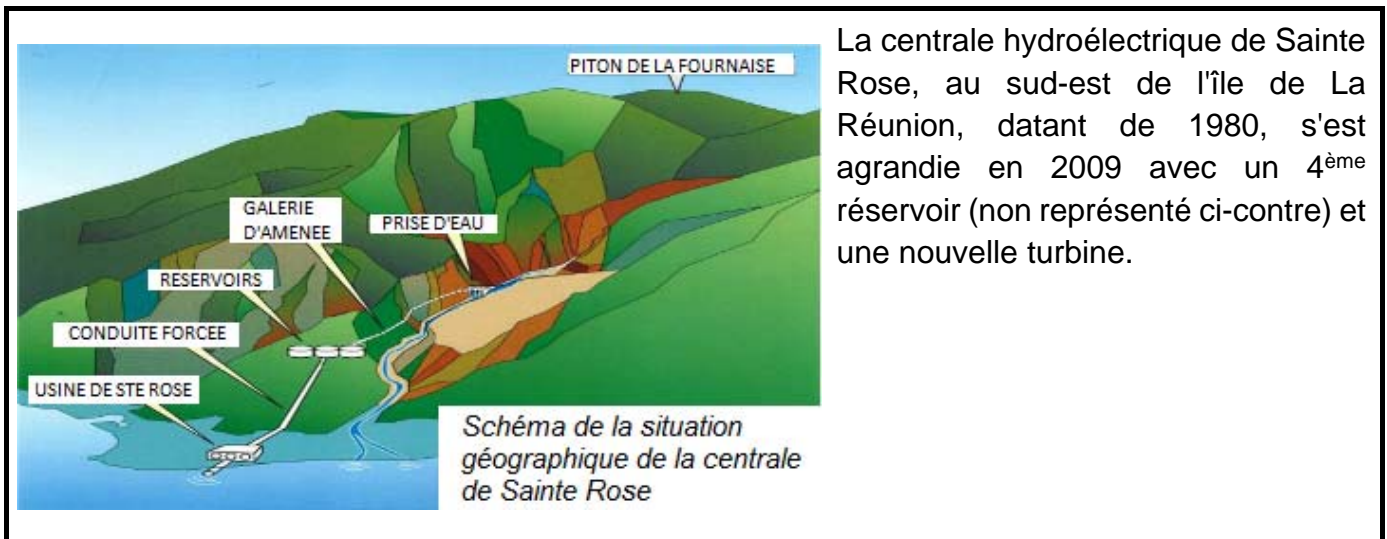 PITON DE LA FOURNAISE
GALERIE
D'AMENEE
PRISE D'EAU
RESERVOIRS
CONDUITE FORCEE
USINE DE STE ROSE
Schéma de la situation
géographique de la centrale
de Sainte Rose
La centrale hydroélectrique de Sainte
Rose, au sud-est de l'île de La
Réunion, datant de 1980, s'est
agrandie en 2009 avec un 4ème
réservoir (non représenté ci-contre) et
une nouvelle turbine.